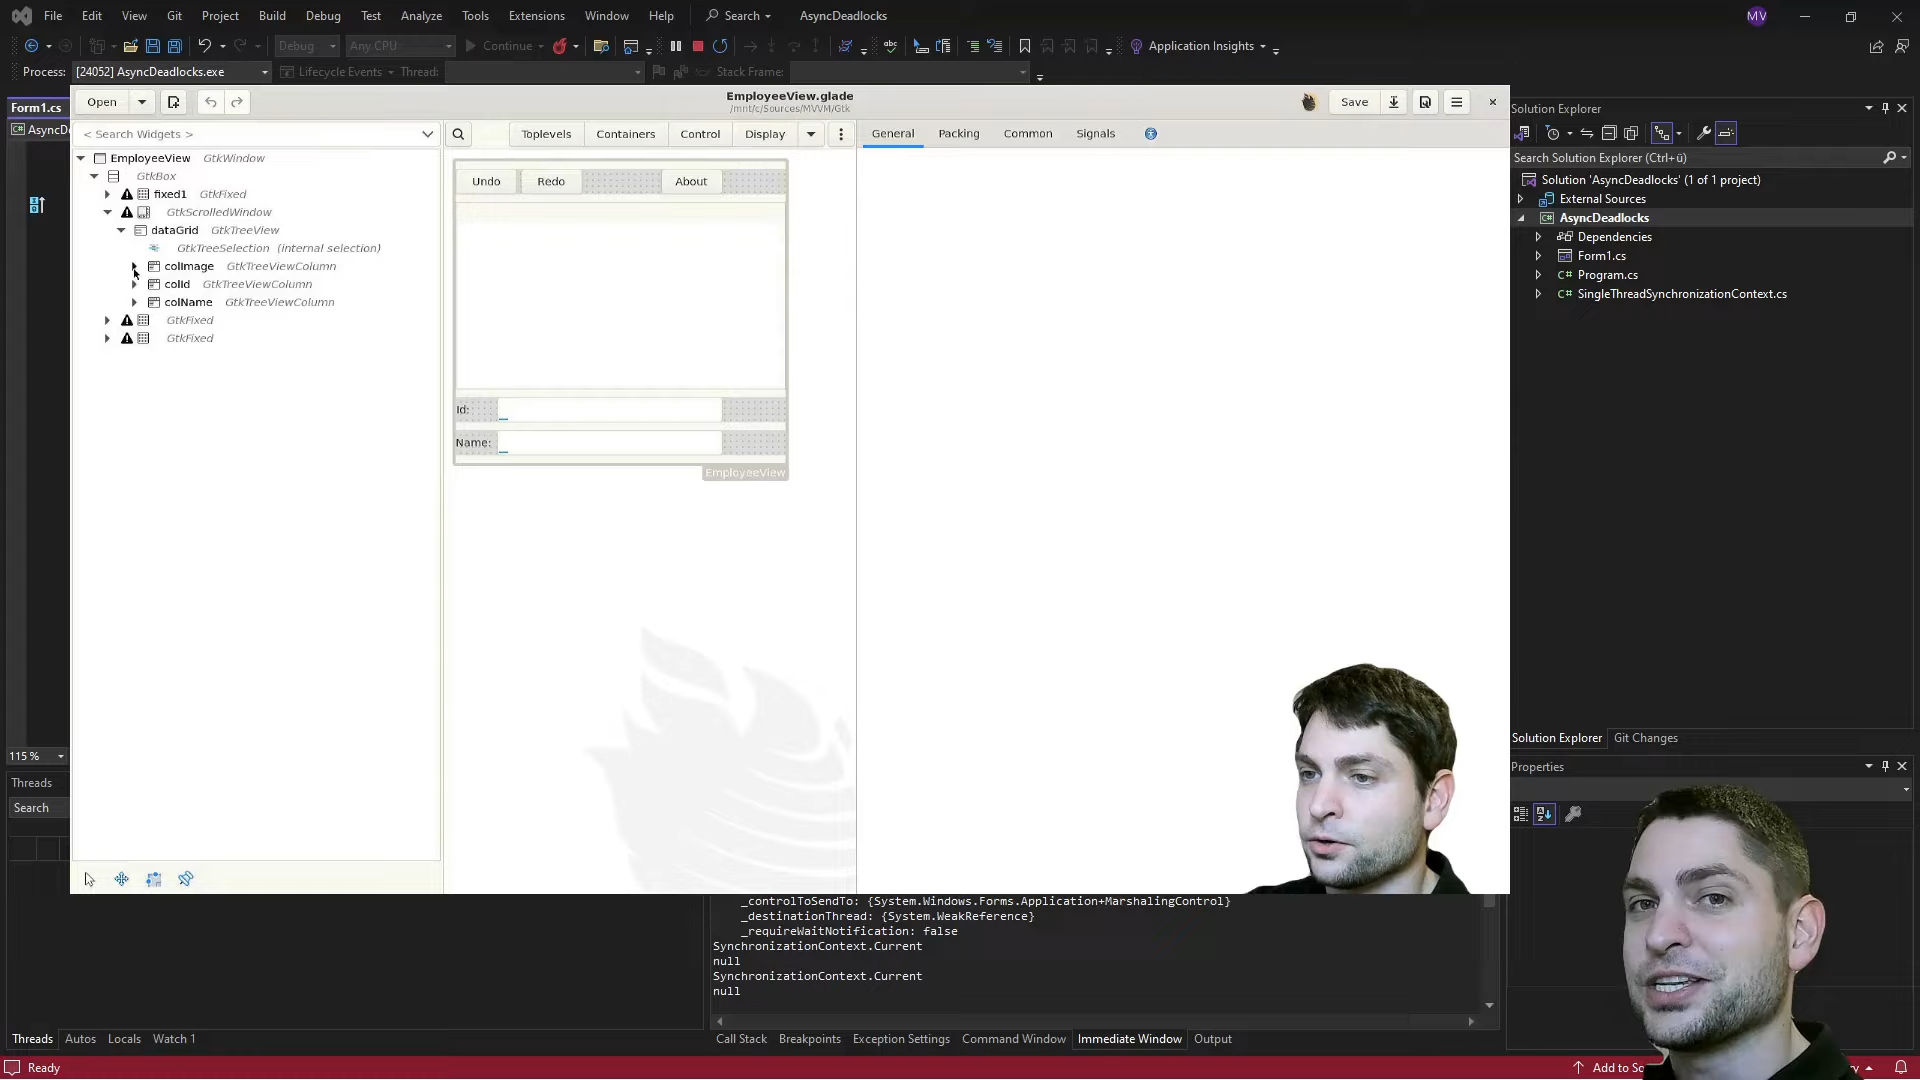 File Edit View Git Project Build Debug Test Analyze Tools Extensions Window Help Search AsyncDeadlocks MV
Debug Any CPU Continue Application Insights
Process: [24052] AsyncDeadlocks.exe Lifecycle Events Thread: Stack Frame:
Form1.cs
AsyncD
Open EmployeeView.glade Save
/mnt/c/Sources/MVVM/Gtk
< Search Widgets > Toplevels Containers Control Display General Packing Common Signals
EmployeeView GtkWindow
GtkBox
fixed1 GtkFixed
GtkScrolledWindow
dataGrid GtkTreeView
GtkTreeSelection (internal selection)
colImage GtkTreeViewColumn
colId GtkTreeViewColumn
colName GtkTreeViewColumn
GtkFixed
GtkFixed
Undo Redo About
Id:
Name:
EmployeeView
Solution Explorer
Search Solution Explorer (Ctrl+ü)
Solution 'AsyncDeadlocks' (1 of 1 project)
External Sources
AsyncDeadlocks
Dependencies
Form1.cs
C# Program.cs
C# SingleThreadSynchronizationContext.cs
Solution Explorer Git Changes
Properties
115 %
Threads
Search
_controlToSendTo: {System.Windows.Forms.Application+MarshalingControl}
_destinationThread: {System.WeakReference}
_requireWaitNotification: false
SynchronizationContext.Current
null
SynchronizationContext.Current
null
Threads Autos Locals Watch 1 Call Stack Breakpoints Exception Settings Command Window Immediate Window Output
Ready Add to So